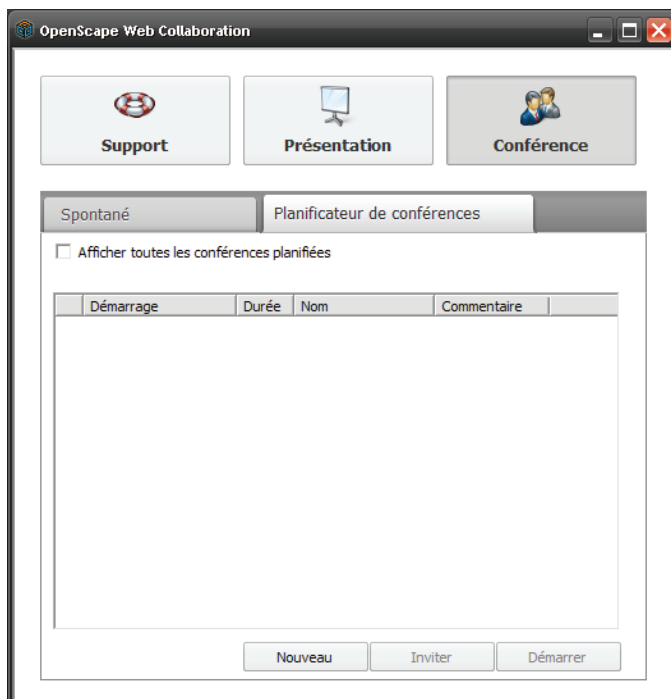 OpenScape Web Collaboration
Support Présentation Conférence
Spontané Planificateur de conférences
Afficher toutes les conférences planifiées
Démarrage Durée Nom Commentaire
Nouveau Inviter Démarrer